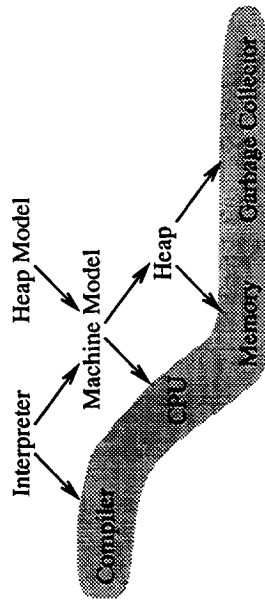 Interpreter
Heap Model
Machine Model
Heap
Compiler
CPU
Memory
Garbage Collector